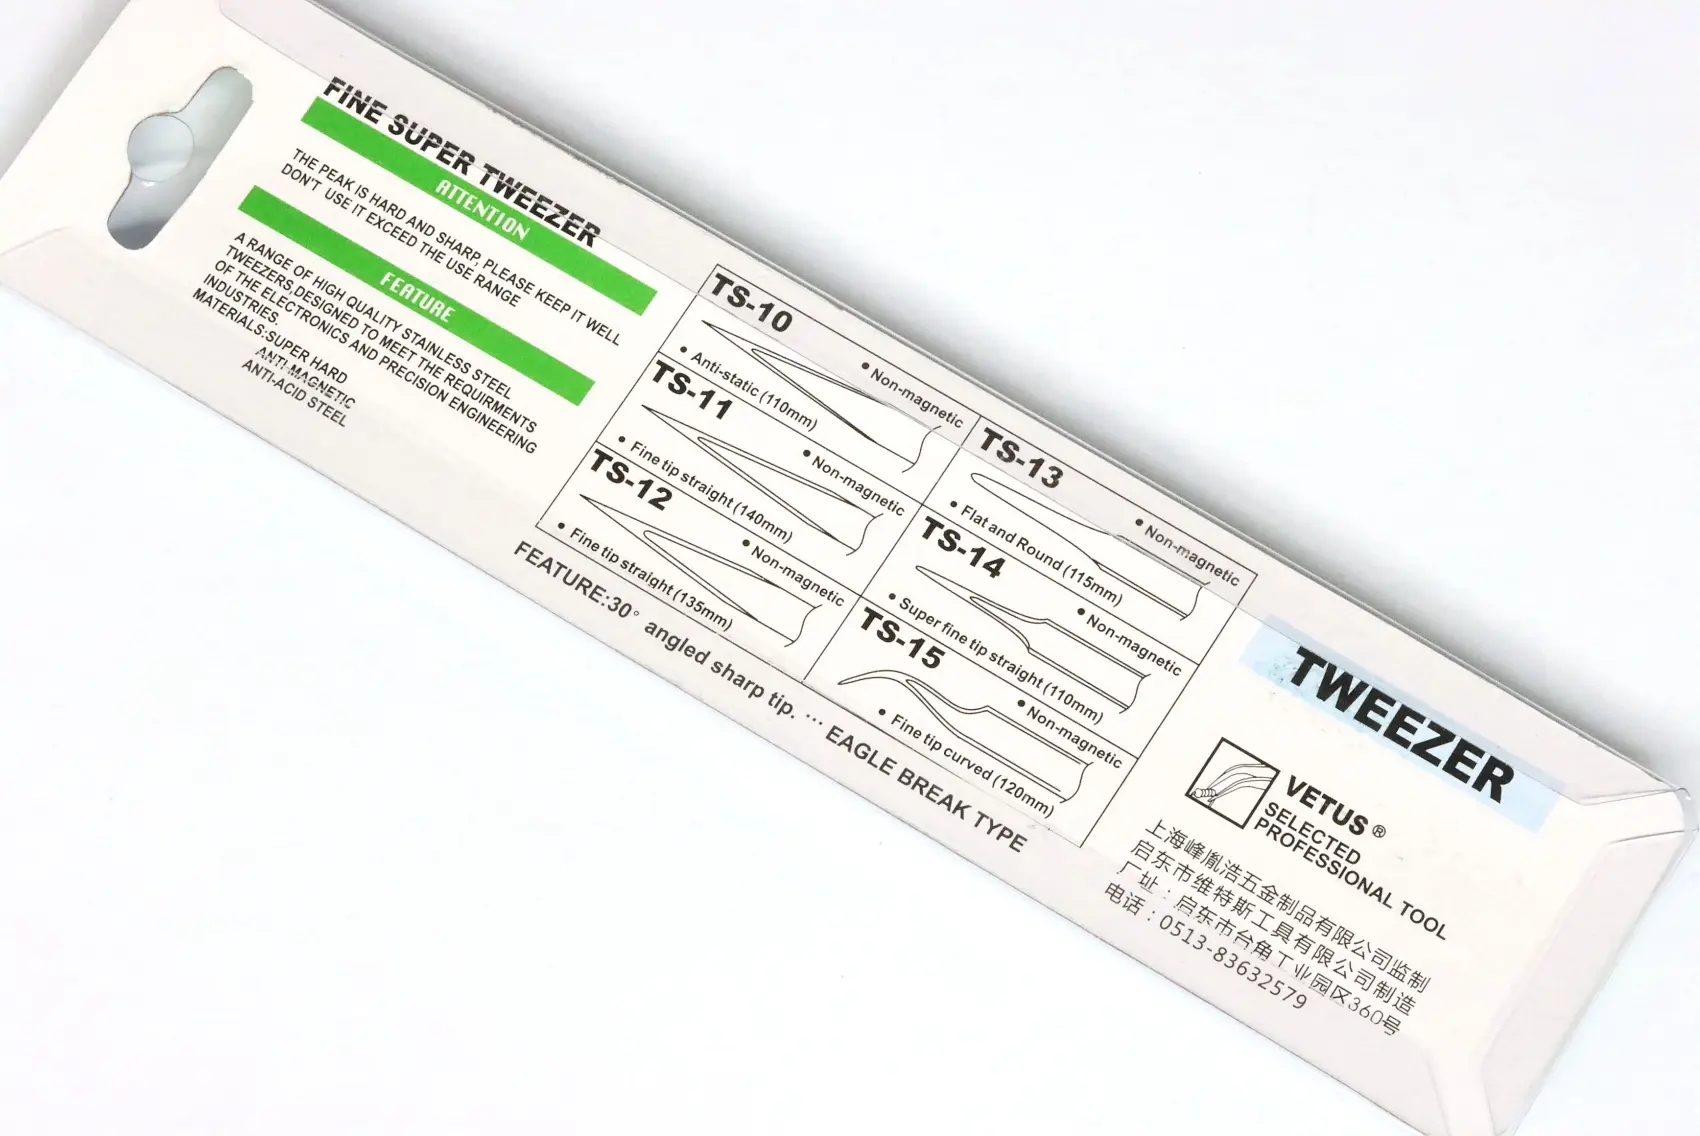 FINE SUPER TWEEZER
ATTENTION
THE PEAK IS HARD AND SHARP, PLEASE KEEP IT WELL
DON'T USE IT EXCEED THE USE RANGE
FEATURE
A RANGE OF HIGH QUALITY STAINLESS STEEL
TWEEZERS,DESIGNED TO MEET THE REQUIRMENTS
OF THE ELECTRONICS AND PRECISION ENGINEERING
INDUSTRIES.
MATERIALS:SUPER HARD
ANTI-MAGNETIC
ANTI-ACID STEEL
TS-10
• Non-magnetic
• Anti-static (110mm)
TS-11
• Non-magnetic
• Fine tip straight (140mm)
TS-12
• Non-magnetic
• Fine tip straight (135mm)
TS-13
• Non-magnetic
• Flat and Round (115mm)
TS-14
• Non-magnetic
• Super fine tip straight (110mm)
TS-15
• Non-magnetic
• Fine tip curved (120mm)
FEATURE:30° angled sharp tip. ··· EAGLE BREAK TYPE
TWEEZER
VETUS ®
SELECTED
PROFESSIONAL TOOL
上海峰胤浩五金制品有限公司监制
启东市维特斯工具有限公司制造
厂址：启东市台角工业园区360号
电话：0513-83632579